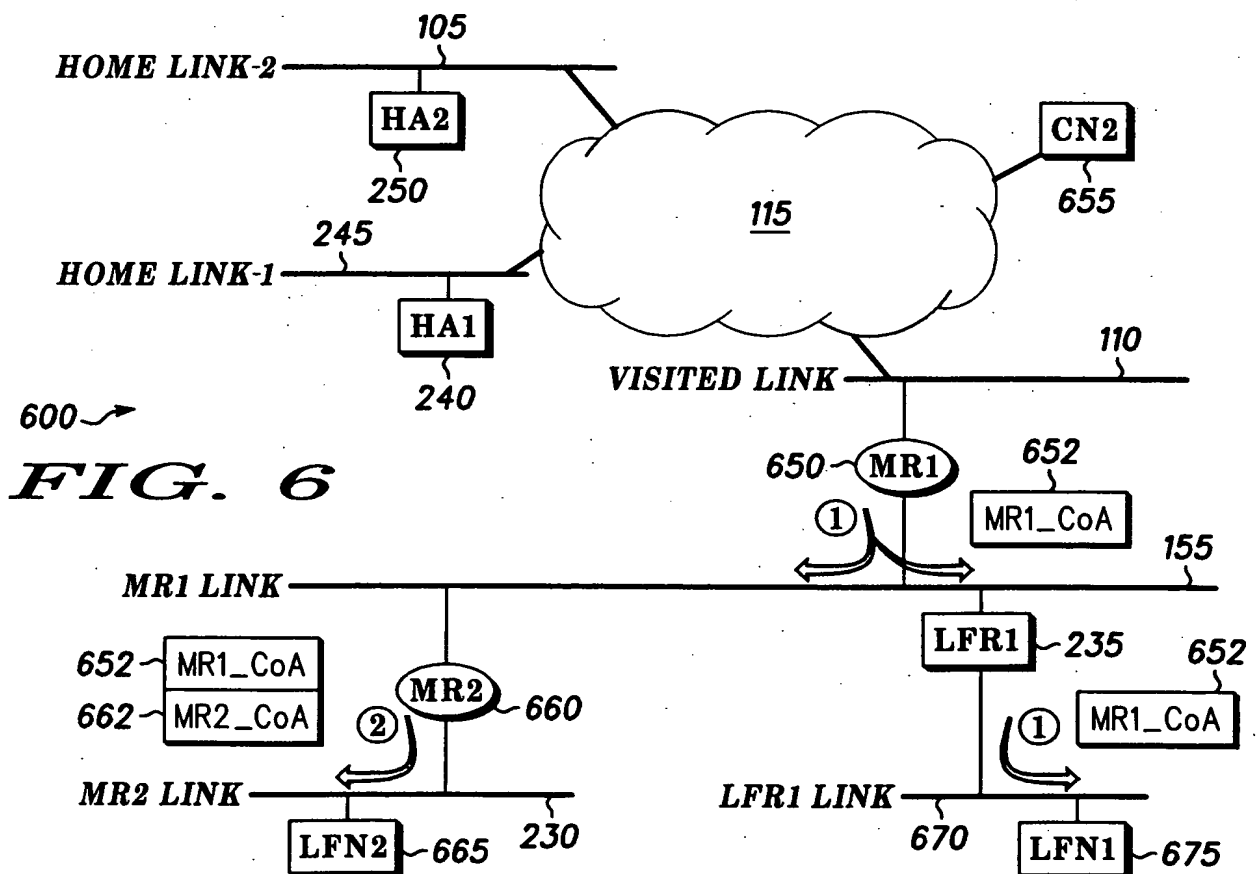 105
HOME LINK-2
HA2
250
CN2
655
115
245
HOME LINK-1
HA1
240
110
VISITED LINK
600
FIG. 6
650
MR1
652
MR1_CoA
1
155
MR1 LINK
LFR1
235
652
652
MR1_CoA
662
MR2_CoA
MR2
660
MR1_CoA
2
1
MR2 LINK
230
LFR1 LINK
670
LFN2
665
LFN1
675